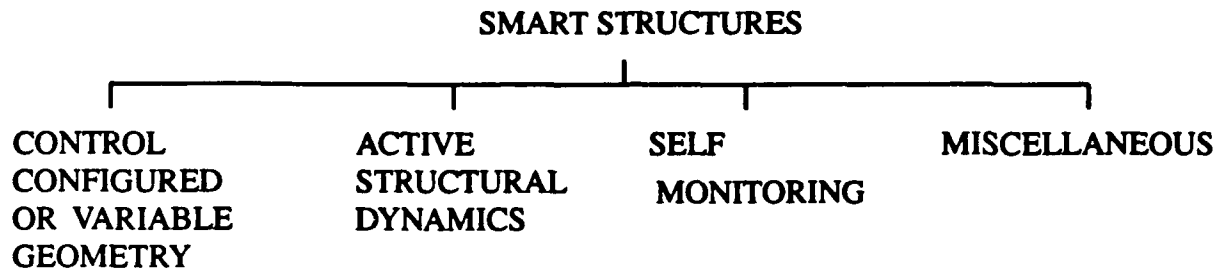 SMART STRUCTURES
CONTROL
CONFIGURED
OR VARIABLE
GEOMETRY
ACTIVE
STRUCTURAL
DYNAMICS
SELF
MONITORING
MISCELLANEOUS